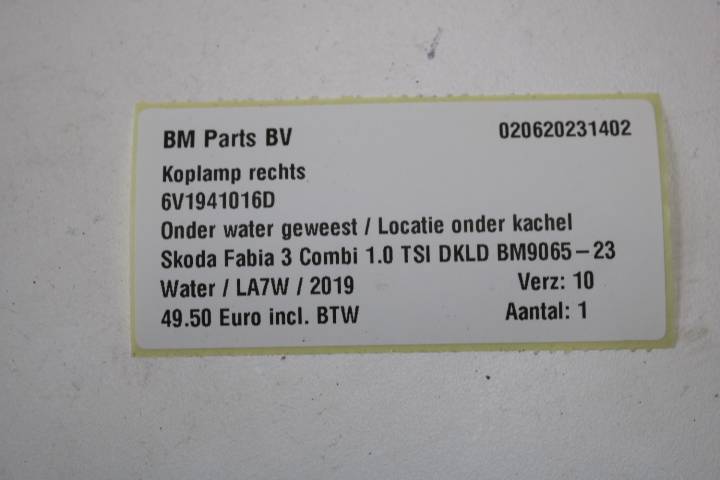 BM Parts BV 020620231402
Koplamp rechts
6V1941016D
Onder water geweest / Locatie onder kachel
Skoda Fabia 3 Combi 1.0 TSI DKLD BM9065-23
Water / LA7W / 2019 Verz: 10
49.50 Euro incl. BTW Aantal: 1